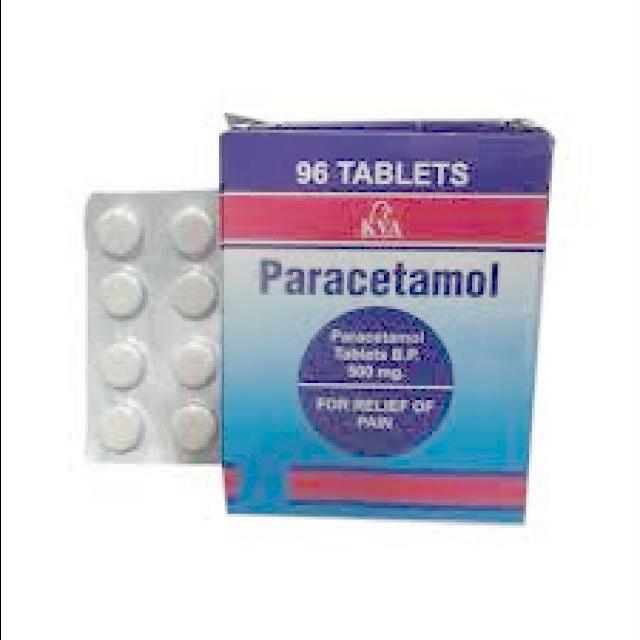 96 TABLETS
KVA
Paracetamol
Paracetamol
Tablets B.P.
500 mg.
FOR RELIEF OF
PAIN